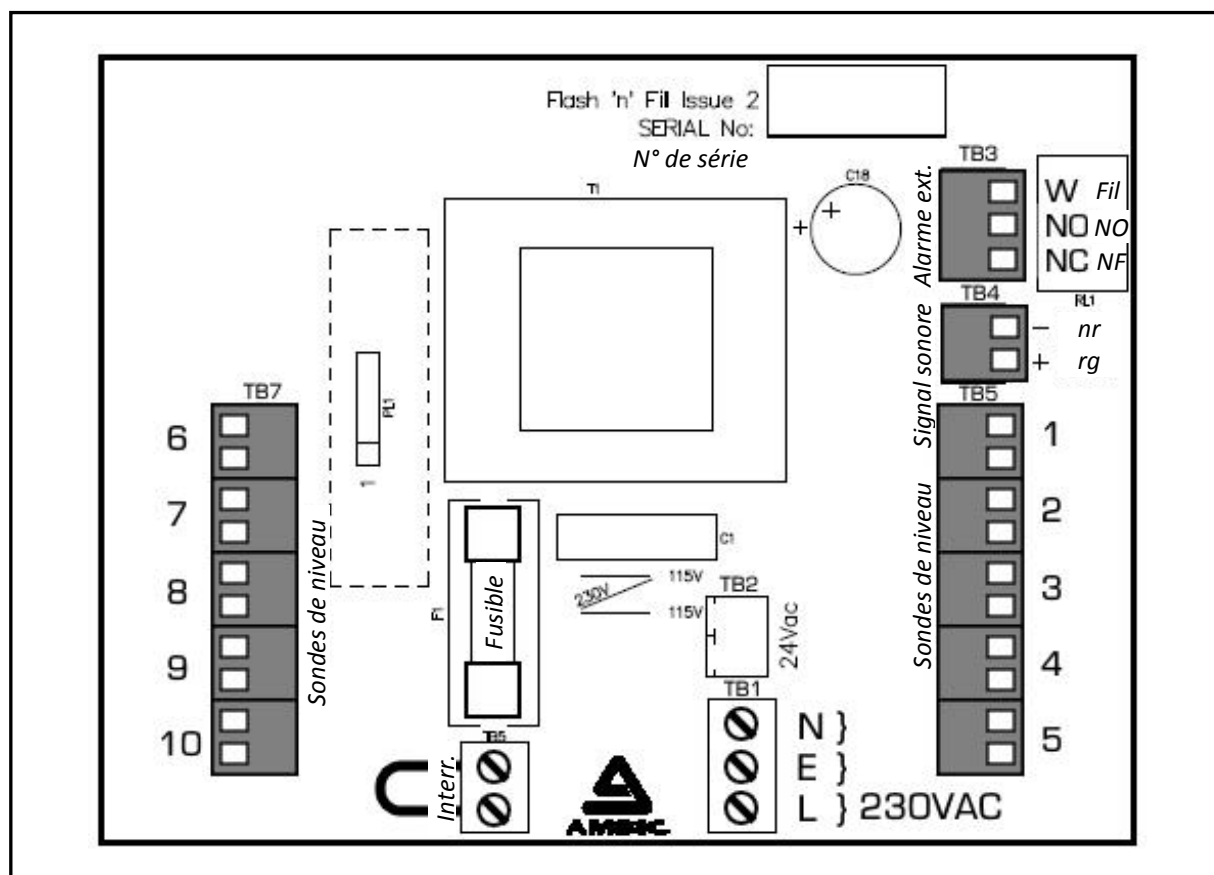 Flash 'n' Fil Issue 2
SERIAL No:
N° de série
T1
C18
+
+
TB3
Alarme ext.
W Fil
NO NO
NC NF
RL1
TB4
Signal sonore
– nr
+ rg
TB5
Sondes de niveau
1
2
3
4
5
TB7
6
7
8
9
10
Sondes de niveau
PL1
1
F1
Fusible
C1
230V
115V
115V
TB2
24Vac
TB1
N }
E }
L } 230VAC
TB5
Interr.
AMBIC